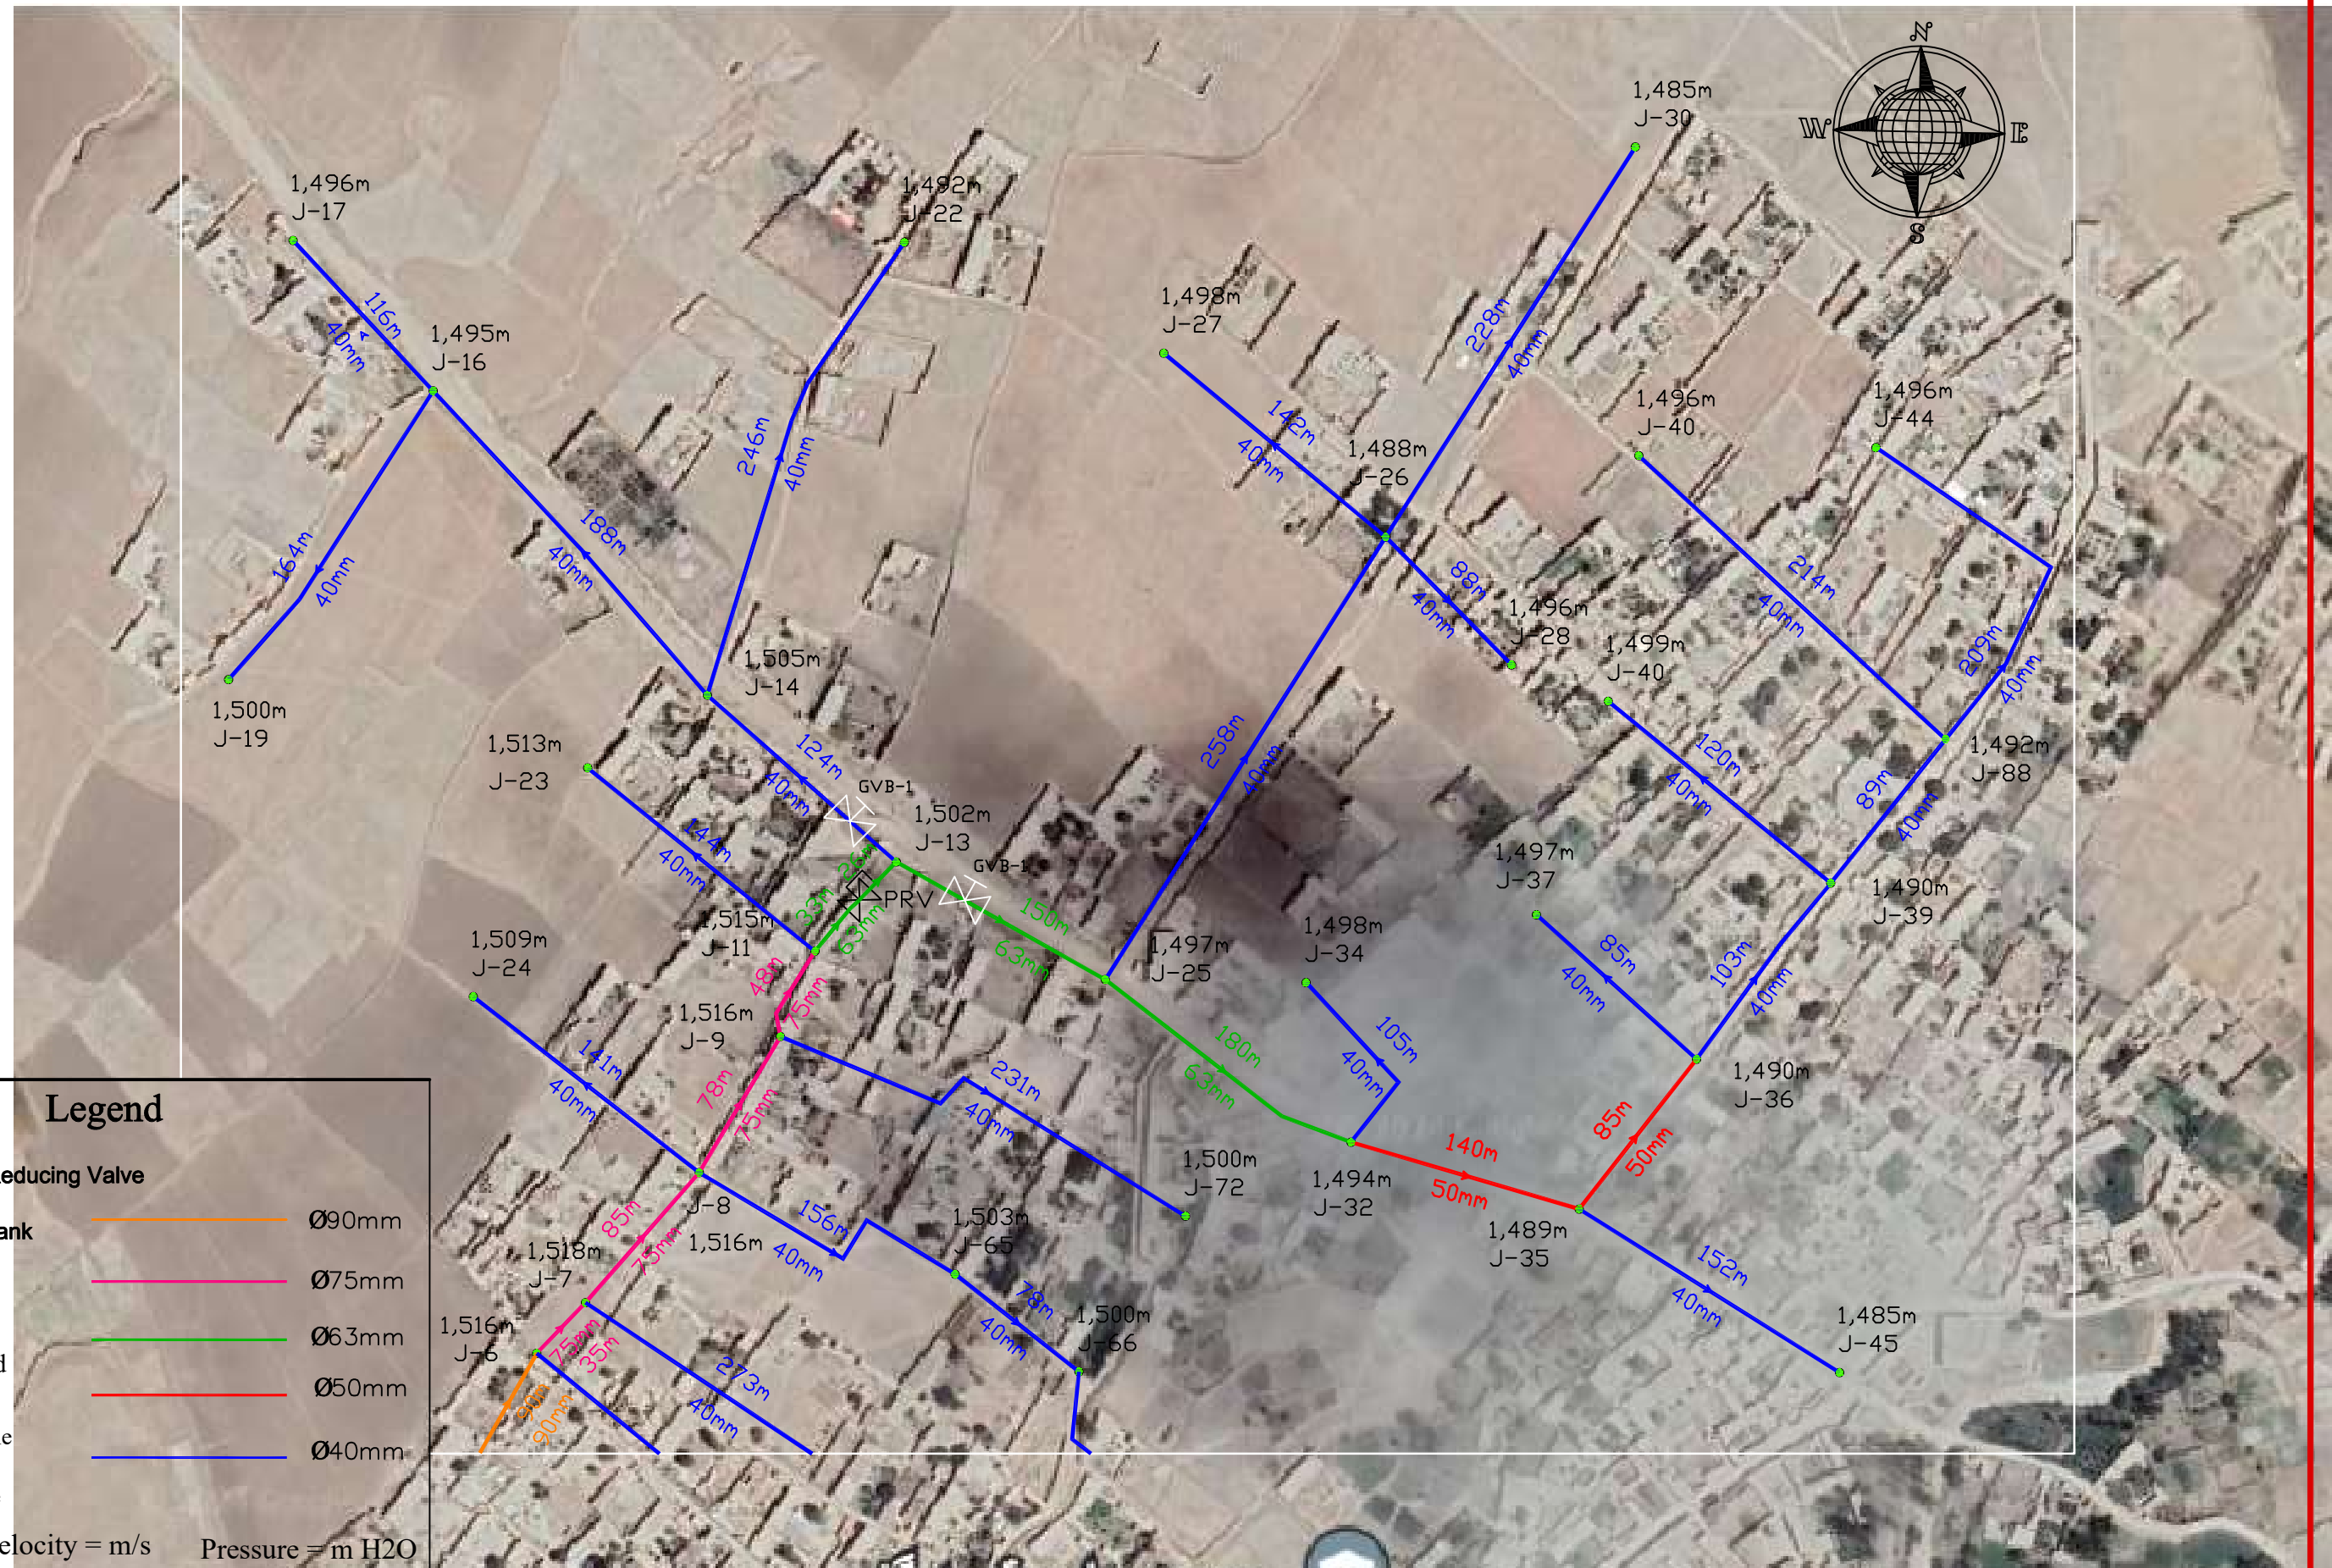 N
W
E
S
1,485m
J-30
1,496m
J-17
1,492m
J-22
1,498m
J-27
1,495m
J-16
116m
40mm
228m
40mm
1,496m
J-40
1,496m
J-44
142m
40mm
1,488m
J-26
246m
40mm
188m
40mm
164m
40mm
88m
40mm
1,496m
J-28
214m
40mm
1,499m
J-40
209m
40mm
1,505m
J-14
1,500m
J-19
1,513m
J-23
124m
40mm
GVB-1
258m
40mm
120m
40mm
1,492m
J-88
89m
40mm
1,502m
J-13
GVB-1
144m
40mm
26m
33m
63mm
PRV
1,497m
J-37
1,490m
J-39
150m
63mm
1,515m
J-11
1,509m
J-24
1,497m
J-25
1,498m
J-34
85m
40mm
103m
40mm
48m
75mm
1,516m
J-9
141m
40mm
180m
63mm
105m
40mm
1,490m
J-36
78m
75mm
231m
40mm
85m
50mm
140m
50mm
1,500m
J-72
1,494m
J-32
1,489m
J-35
J-8
1,516m
156m
40mm
1,503m
J-65
85m
75mm
1,518m
J-7
152m
40mm
78m
40mm
1,500m
J-66
1,485m
J-45
1,516m
J-6
75mm
35m
273m
40mm
90mm
Legend
educing Valve
ank
Ø90mm
Ø75mm
Ø63mm
Ø50mm
Ø40mm
elocity = m/s
Pressure = m H2O